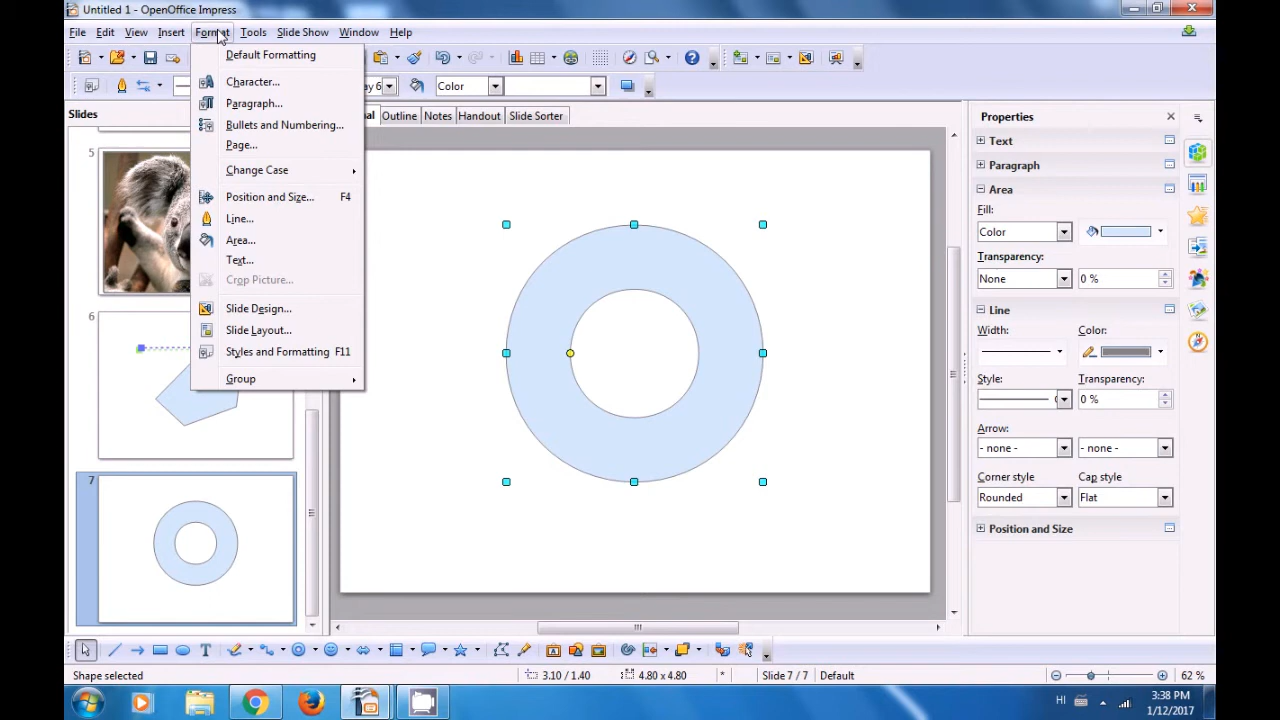 Untitled 1 - OpenOffice Impress
File Edit View Insert Format Tools Slide Show Window Help
Default Formatting
Character...
Paragraph...
Bullets and Numbering...
Page...
Change Case
Position and Size... F4
Line...
Area...
Text...
Crop Picture...
Slide Design...
Slide Layout...
Styles and Formatting F11
Group
Color
Outline Notes Handout Slide Sorter
Slides
5
6
7
Properties
Text
Paragraph
Area
Fill:
Color
Transparency:
None 0 %
Line
Width: Color:
Style: Transparency:
0 %
Arrow:
- none - - none -
Corner style Cap style
Rounded Flat
Position and Size
Shape selected 3.10 / 1.40 4.80 x 4.80 * Slide 7 / 7 Default 62 %
HI 3:38 PM
1/12/2017